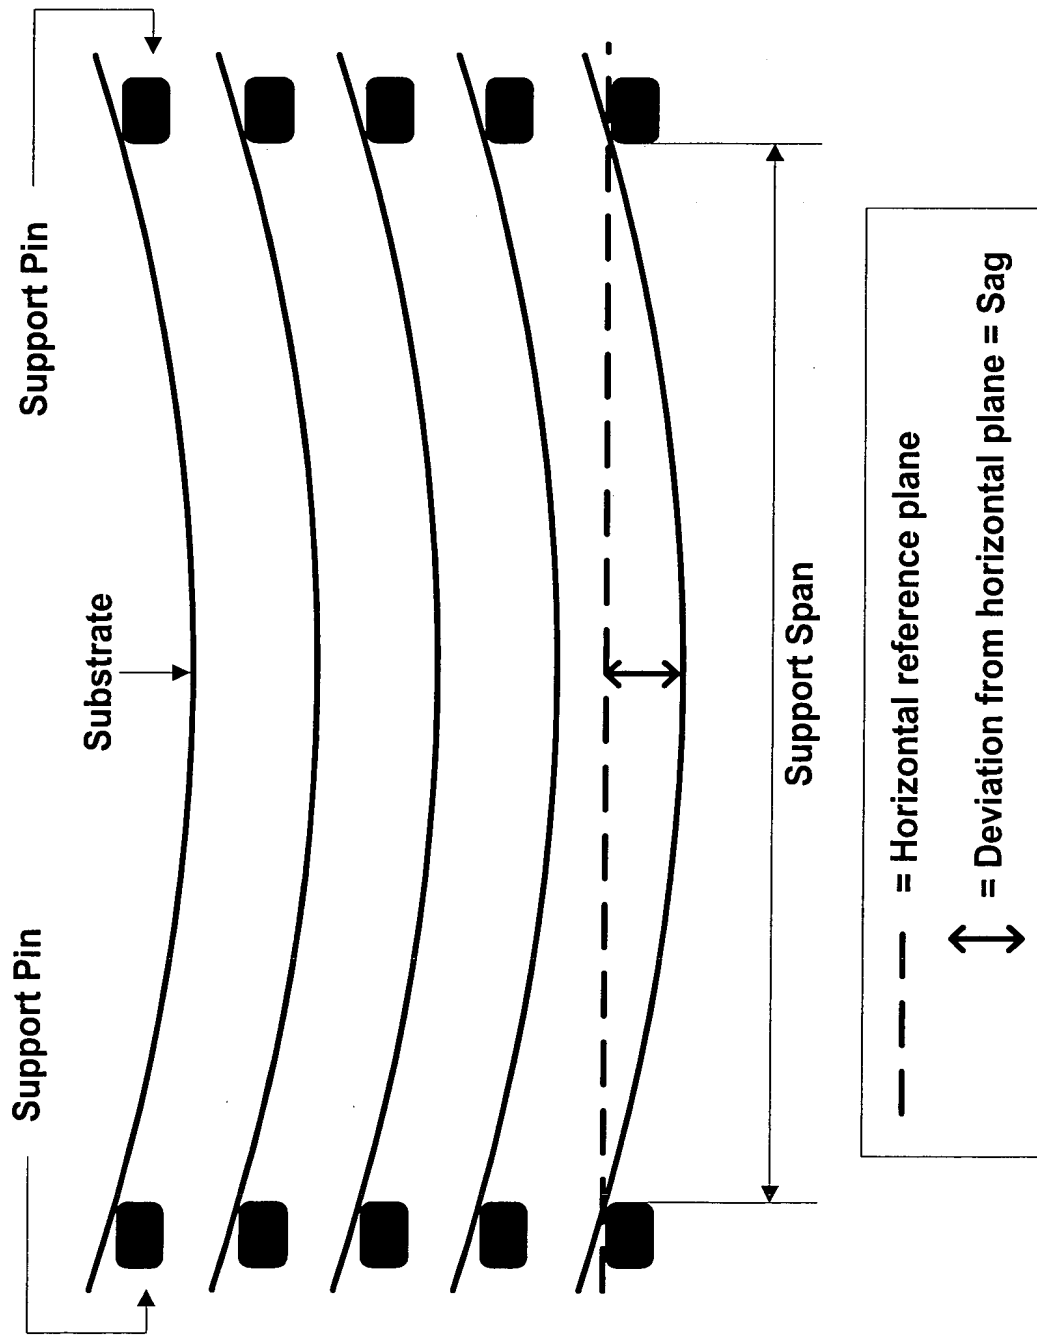 Support Pin
Support Pin
Substrate
Support Span
= Horizontal reference plane
= Deviation from horizontal plane = Sag